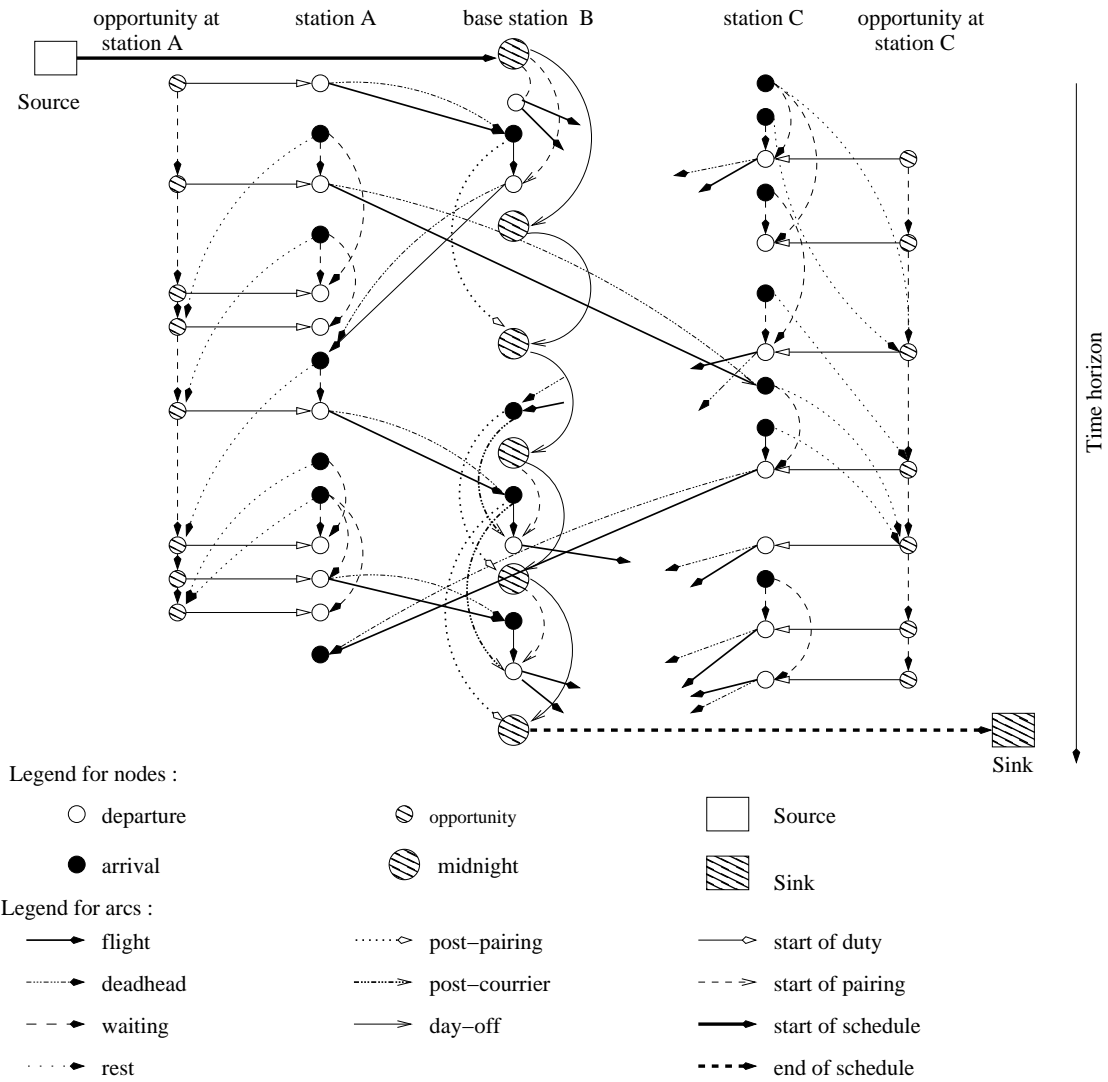 opportunity at
station A
station A
base station B
station C
opportunity at
station C
Source
Time horizon
Sink
Legend for nodes :
departure
opportunity
Source
arrival
midnight
Sink
Legend for arcs :
flight
post−pairing
start of duty
deadhead
post−courrier
start of pairing
waiting
day−off
start of schedule
rest
end of schedule